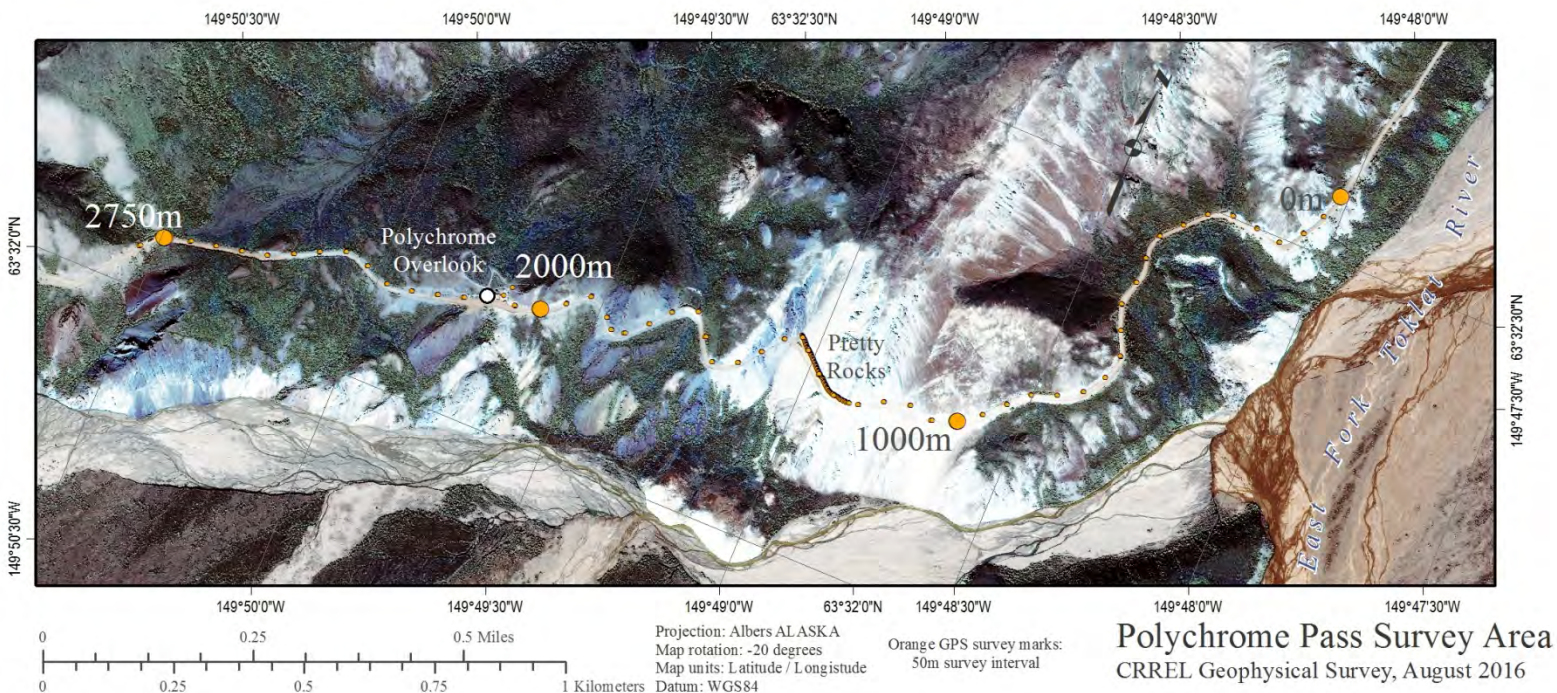 149°50'30"W 149°50'0"W 149°49'30"W 63°32'30"N 149°49'0"W 149°48'30"W 149°48'0"W
N
0m
2750m
Polychrome
Overlook
2000m
63°32'0"N
63°32'30"N
Pretty
Rocks
149°47'30"W
1000m
East Fork Toklat River
149°50'30"W
149°50'0"W 149°48'30"W 149°48'0"W 63°32'0"N 149°48'30"W 149°48'0"W 149°47'30"W
0 0.25 0.5 Miles
0 0.25 0.5 0.75 1 Kilometers
Projection: Albers ALASKA
Map rotation: -20 degrees
Map units: Latitude / Longistude
Datum: WGS84
Orange GPS survey marks:
50m survey interval
Polychrome Pass Survey Area
CRREL Geophysical Survey, August 2016